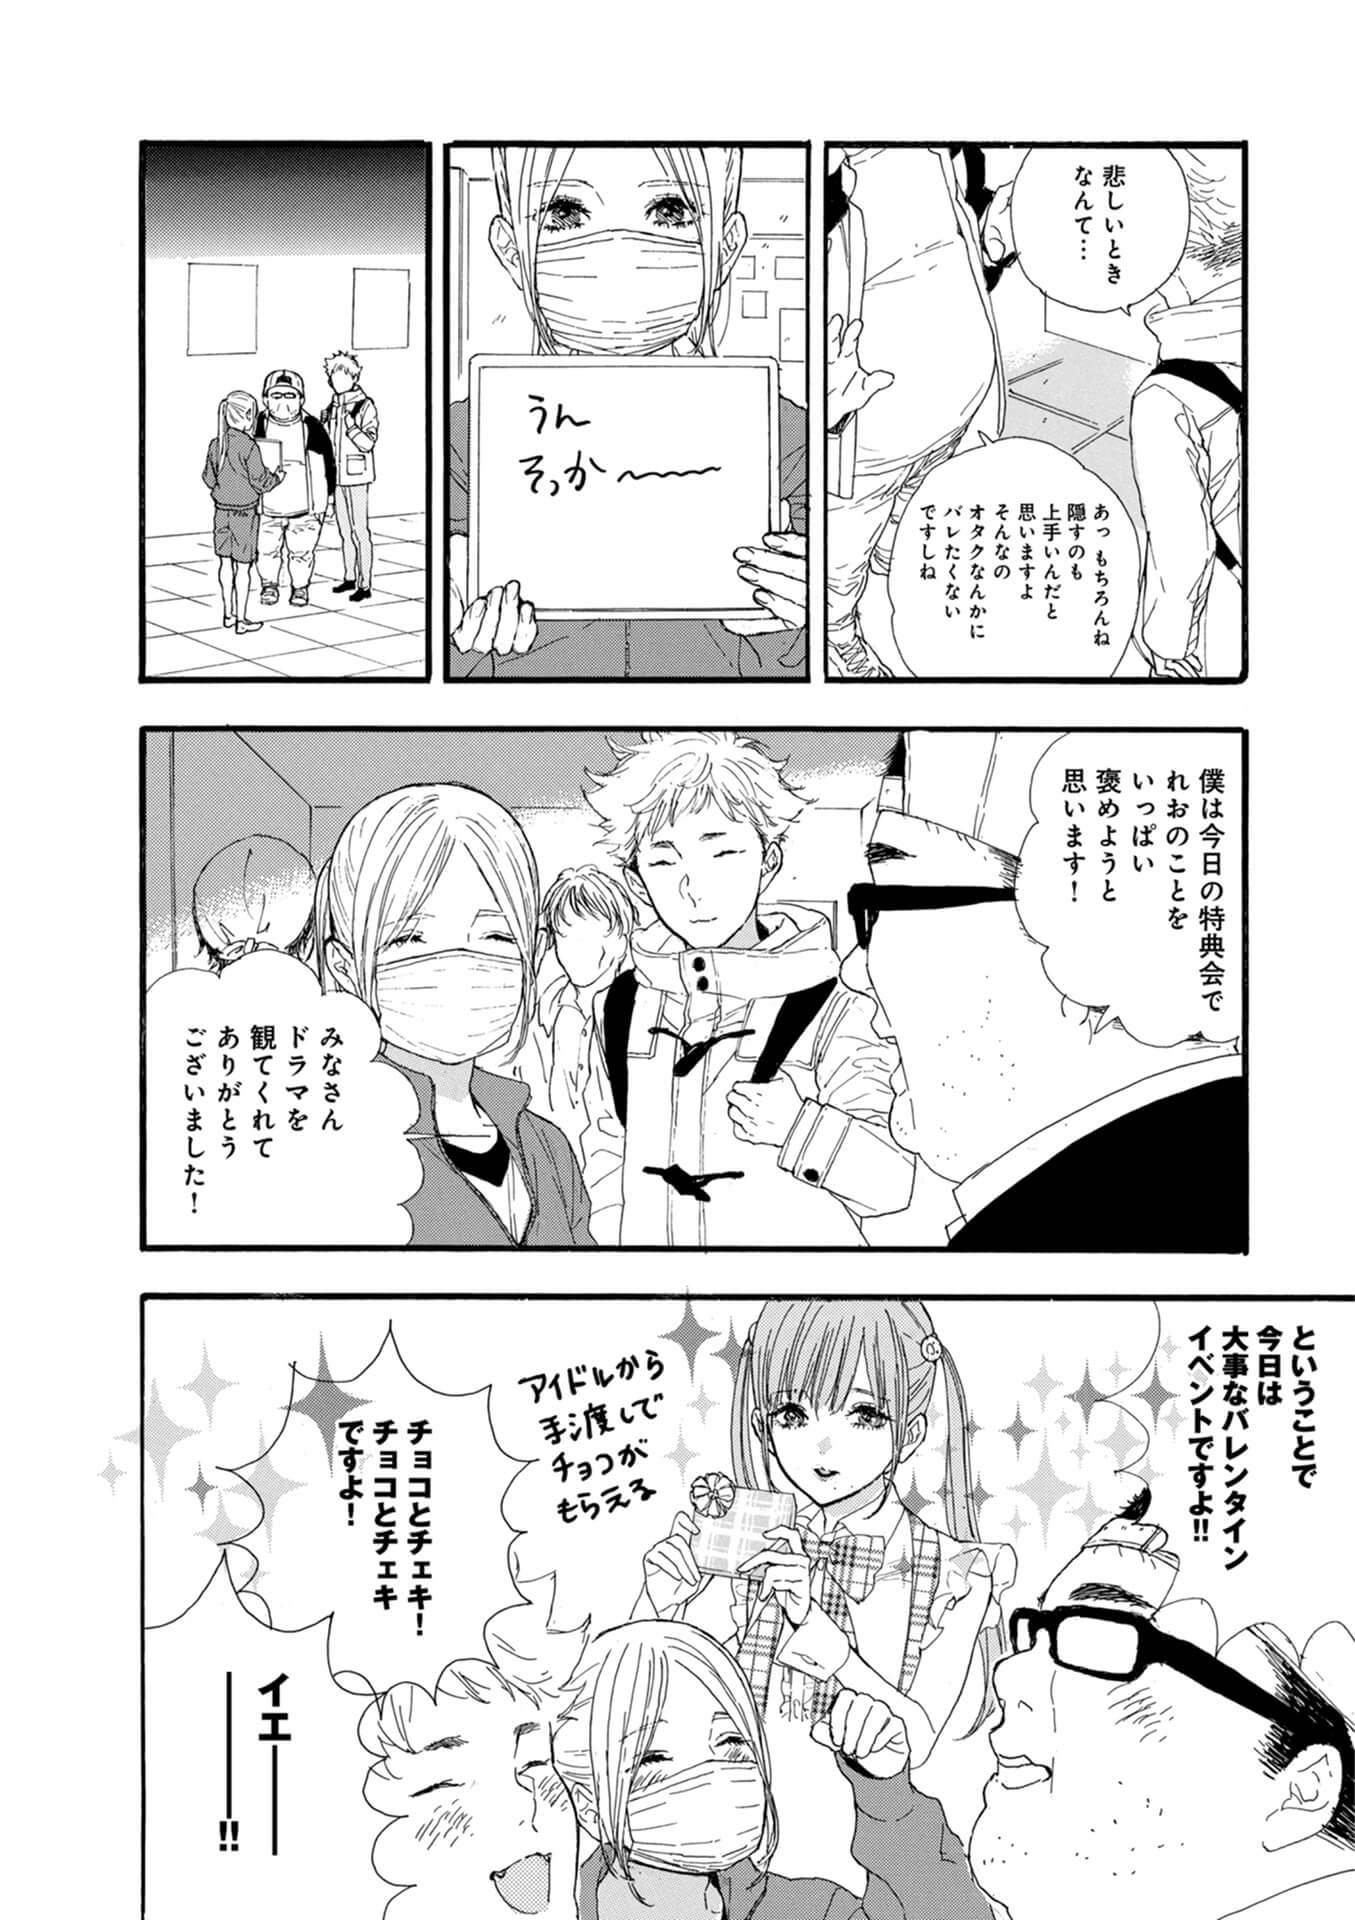 悲しいとき
なんて…
あっ もちろんね
隠すのも
上手いんだと
思いますよ
そんなの
オタクなんかに
バレたくない
ですしね
うん
そっか～
僕は今日の特典会で
れおのことを
いっぱい
褒めようと
思います！
みなさん
ドラマを
観てくれて
ありがとう
ございました！
ということで
今日は
大事なバレンタイン
イベントですよ!!
アイドルから
手渡しで
チョコが
もらえる
チョコとチェキ！
チョコとチェキ
ですよ！
イエ――
――!!